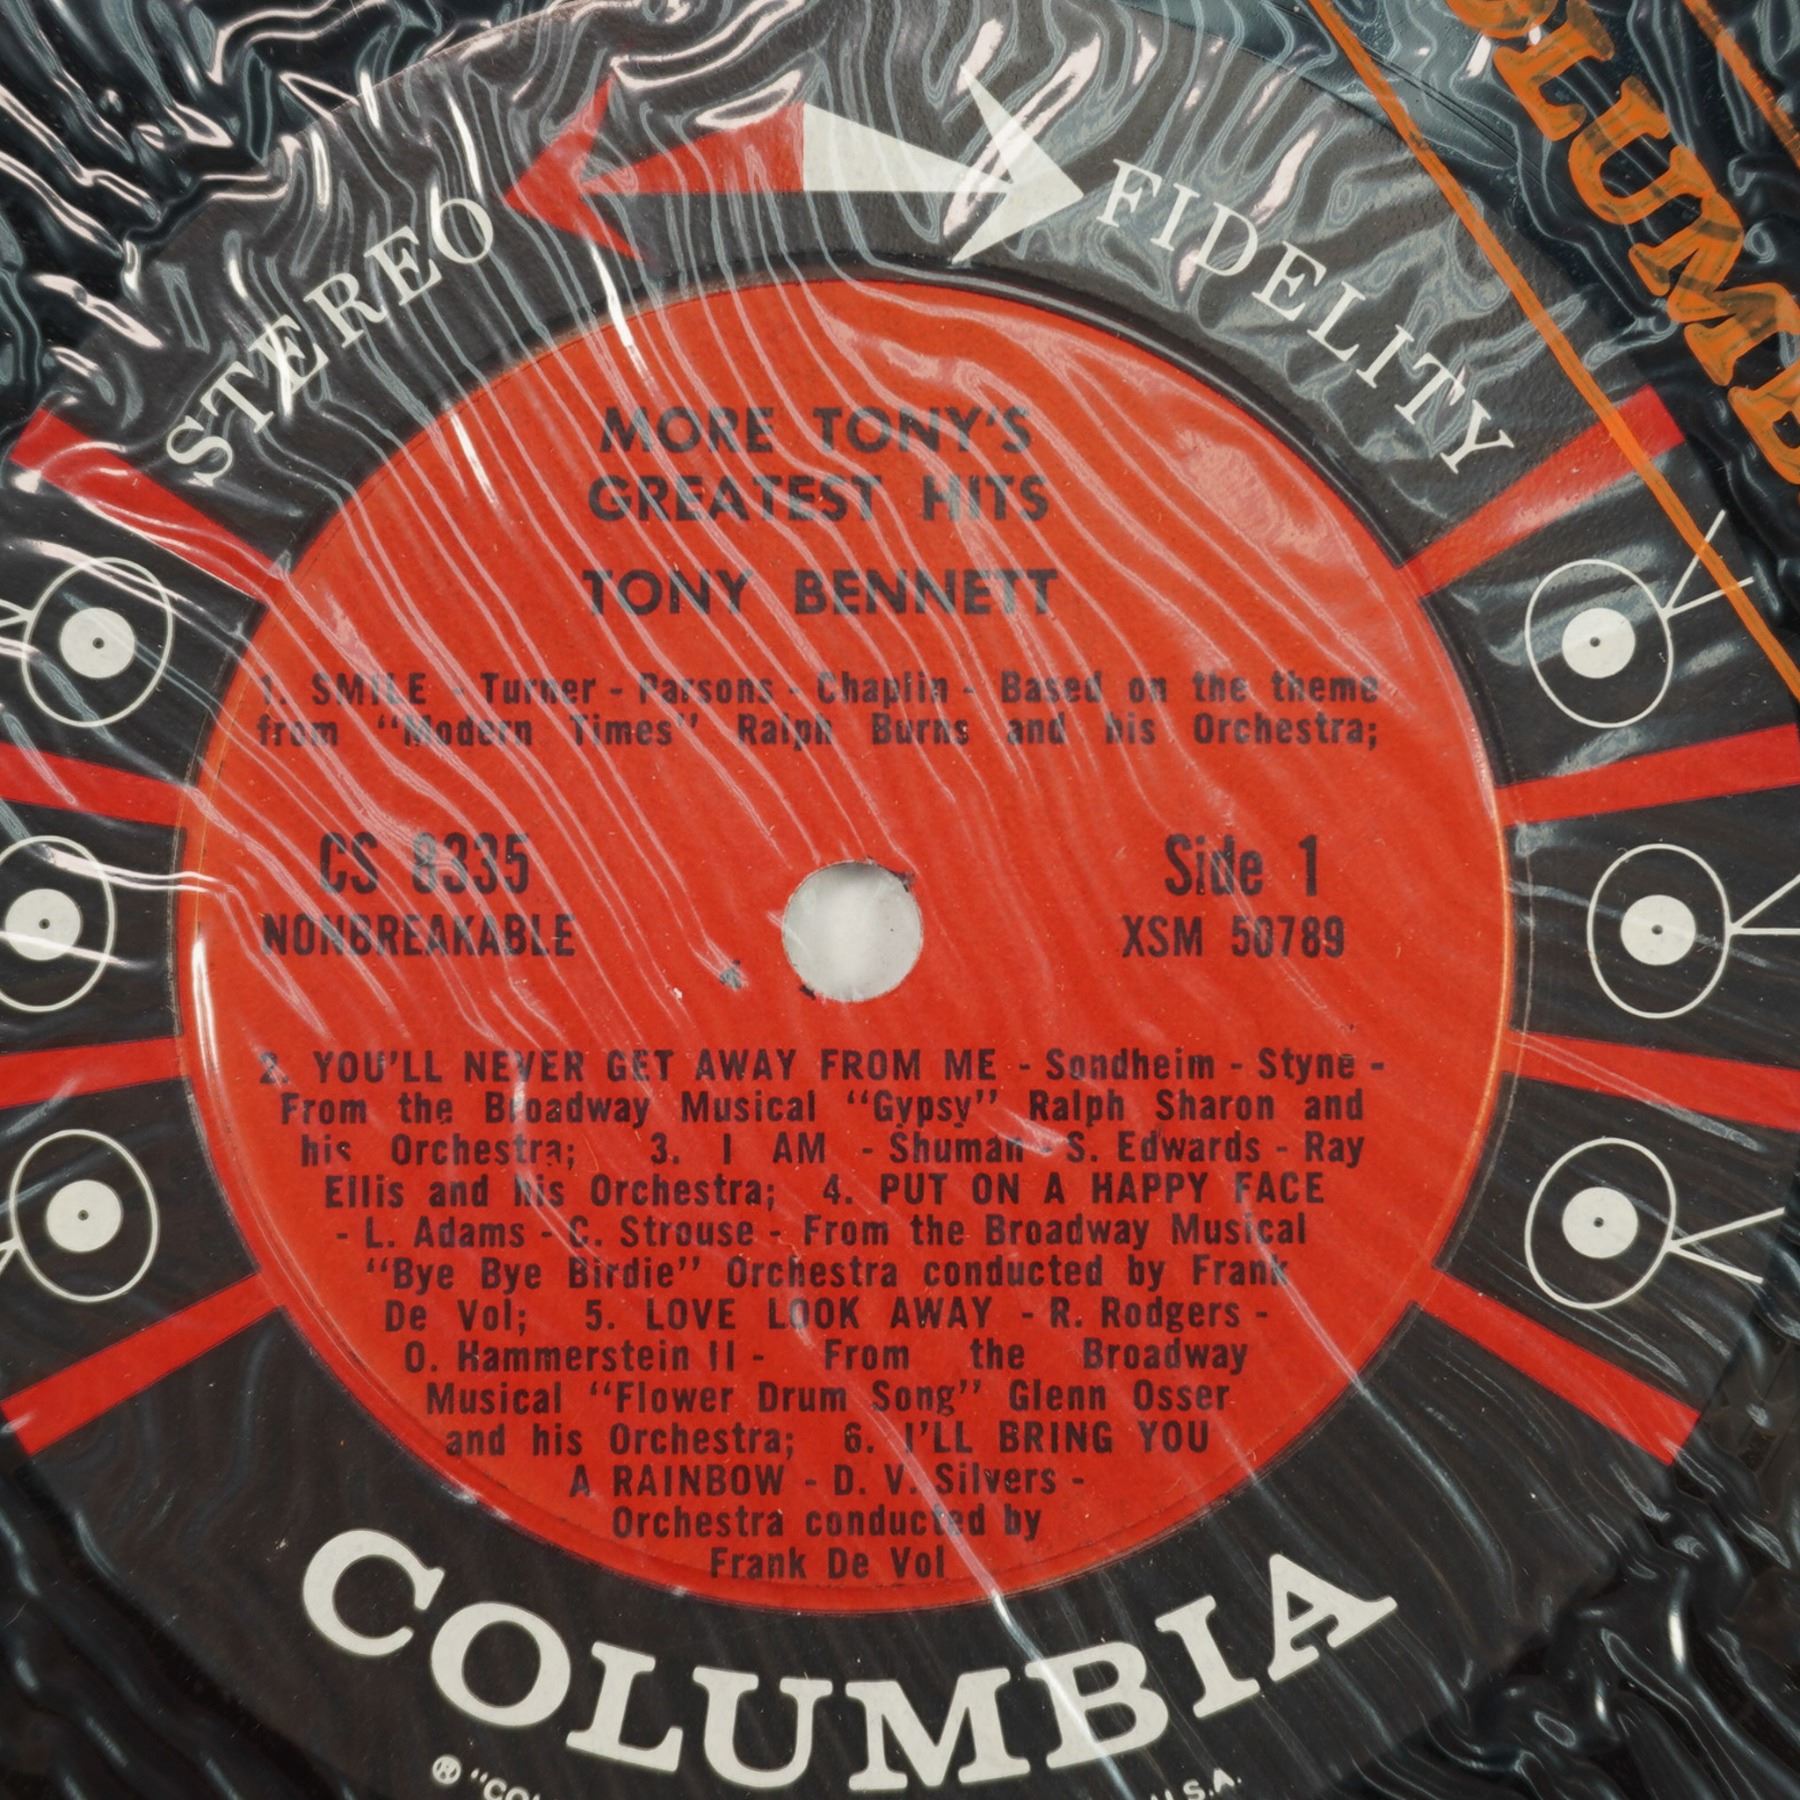 STEREO FIDELITY
MORE TONY'S
GREATEST HITS
TONY BENNETT
1. SMILE - Turner - Parsons - Chaplin - Based on the theme
from "Modern Times" Ralph Burns and his Orchestra;
CS 8335
NONBREAKABLE
Side 1
XSM 50789
2. YOU'LL NEVER GET AWAY FROM ME - Sondheim - Styne -
From the Broadway Musical "Gypsy" Ralph Sharon and
his Orchestra; 3. I AM - Shuman - S. Edwards - Ray
Ellis and his Orchestra; 4. PUT ON A HAPPY FACE
- L. Adams - C. Strouse - From the Broadway Musical
"Bye Bye Birdie" Orchestra conducted by Frank
De Vol; 5. LOVE LOOK AWAY - R. Rodgers -
O. Hammerstein II - From the Broadway
Musical "Flower Drum Song" Glenn Osser
and his Orchestra; 6. I'LL BRING YOU
A RAINBOW - D. V. Silvers -
Orchestra conducted by
Frank De Vol
COLUMBIA